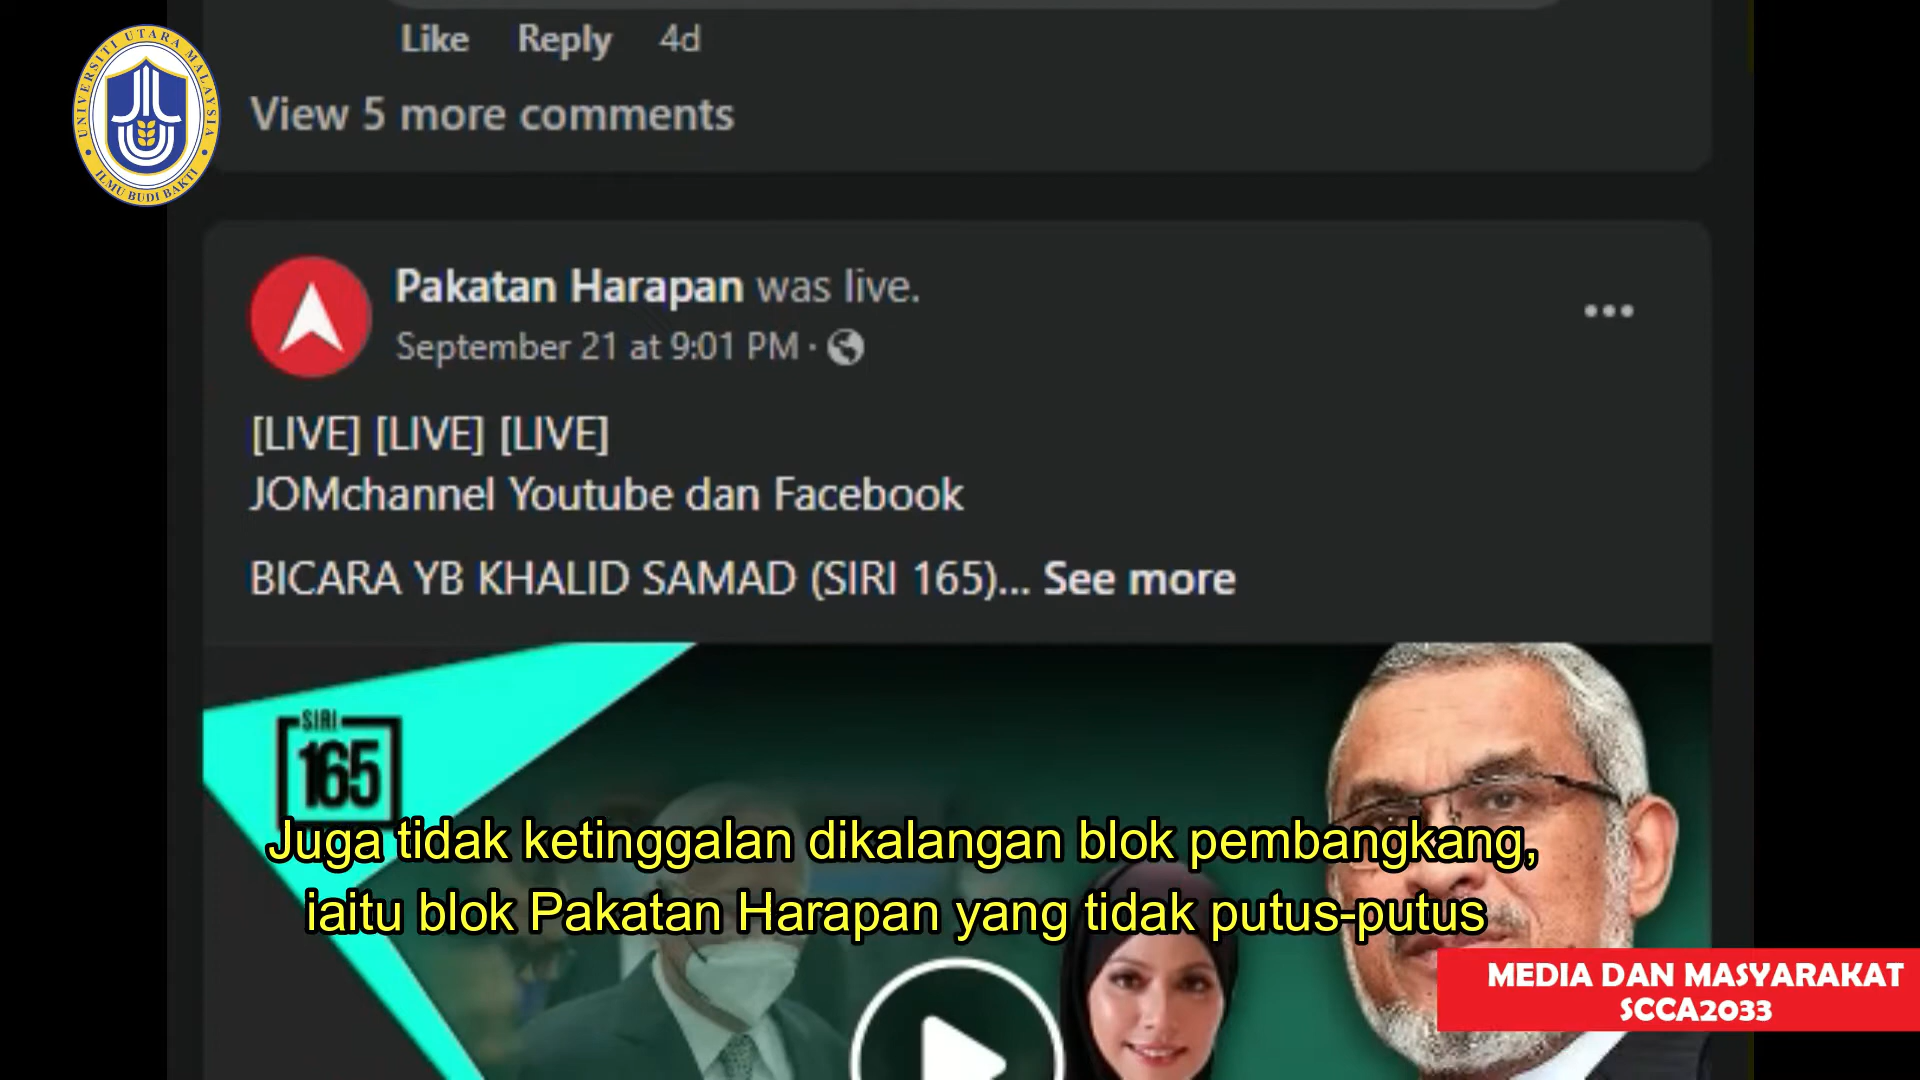 UNIVERSITI UTARA MALAYSIA
ILMU BUDI BAKTI
Like Reply 4d
View 5 more comments
Pakatan Harapan was live.
September 21 at 9:01 PM ·
[LIVE] [LIVE] [LIVE]
JOMchannel Youtube dan Facebook
BICARA YB KHALID SAMAD (SIRI 165)... See more
SIRI
165
Juga tidak ketinggalan dikalangan blok pembangkang,
iaitu blok Pakatan Harapan yang tidak putus-putus
MEDIA DAN MASYARAKAT
SCCA2033